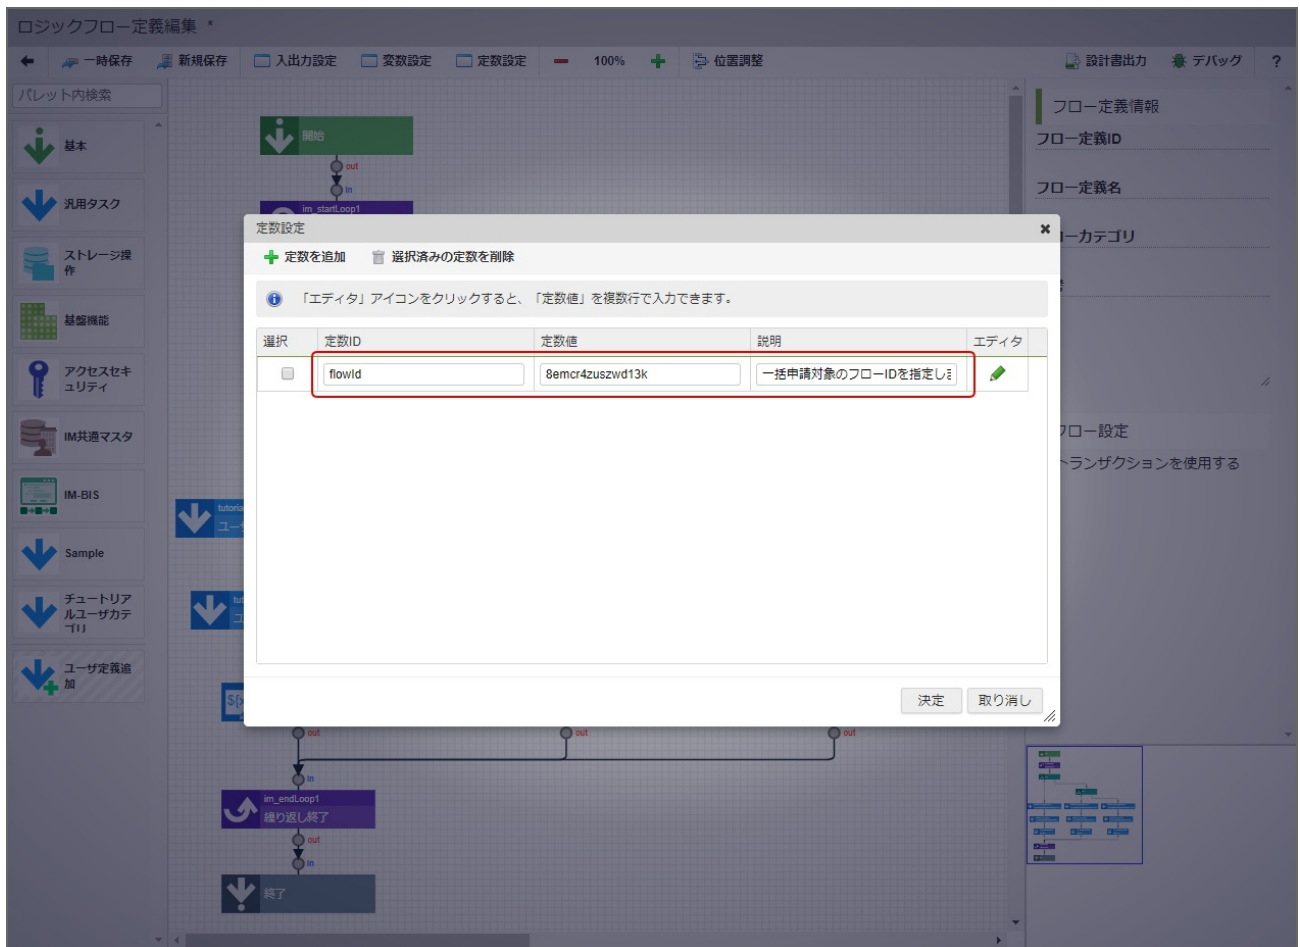 ロジックフロー定義編集 *
一時保存 新規保存 入出力設定 変数設定 定数設定 100% 位置調整 設計書出力 デバッグ ?
パレット内検索
基本
汎用タスク
ストレージ操
作
基盤機能
アクセスセキ
ュリティ
IM共通マスタ
IM-BIS
Sample
チュートリア
ルユーザカテ
ゴリ
ユーザ定義追
加
開始
out
in
im_startLoop1
定数設定
定数を追加 選択済みの定数を削除
「エディタ」アイコンをクリックすると、「定数値」を複数行で入力できます。
選択 定数ID 定数値 説明 エディタ
flowId 8emcr4zuszwd13k 一括申請対象のフローIDを指定しま
決定 取り消し
tutoria
ユーザ
tut
out out out
in
im_endLoop1
繰り返し終了
out
in
終了
フロー定義情報
フロー定義ID
フロー定義名
ーカテゴリ
フロー設定
トランザクションを使用する